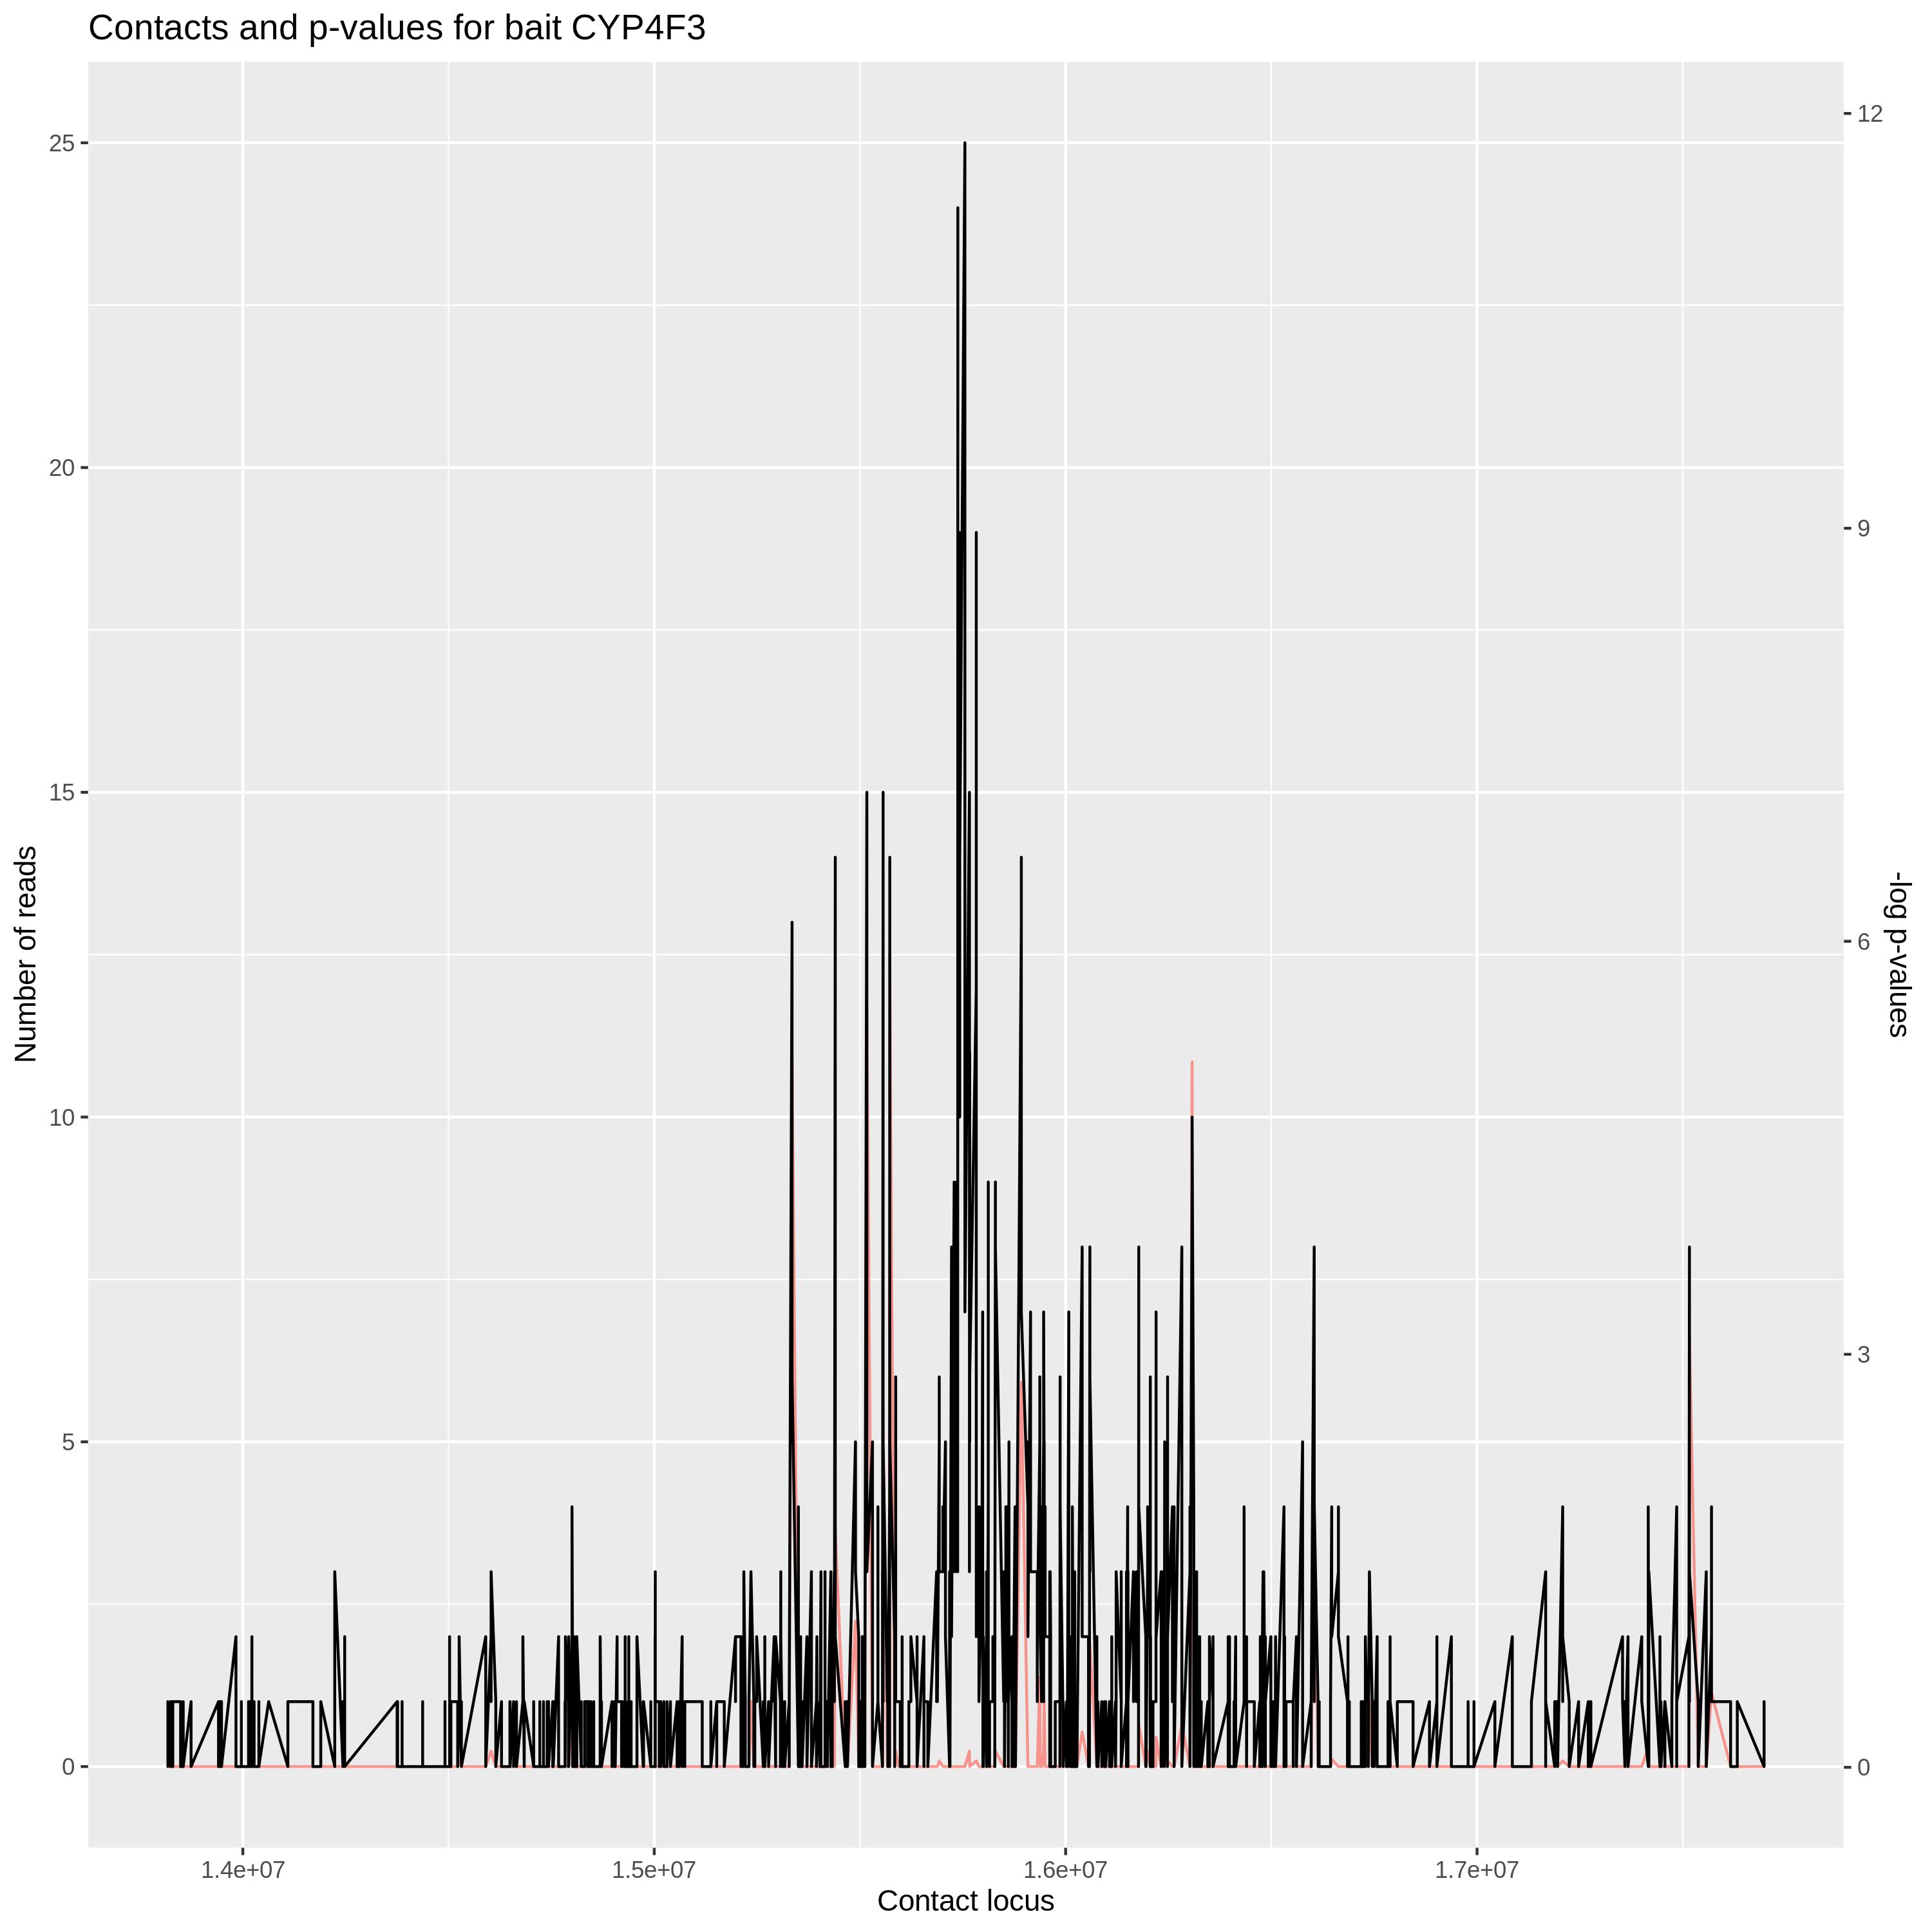 Contacts and p-values for bait CYP4F3
25
20
15
10
5
0
Number of reads
12
9
6
3
0
-log p-values
1.4e+07 1.5e+07 1.6e+07 1.7e+07
Contact locus